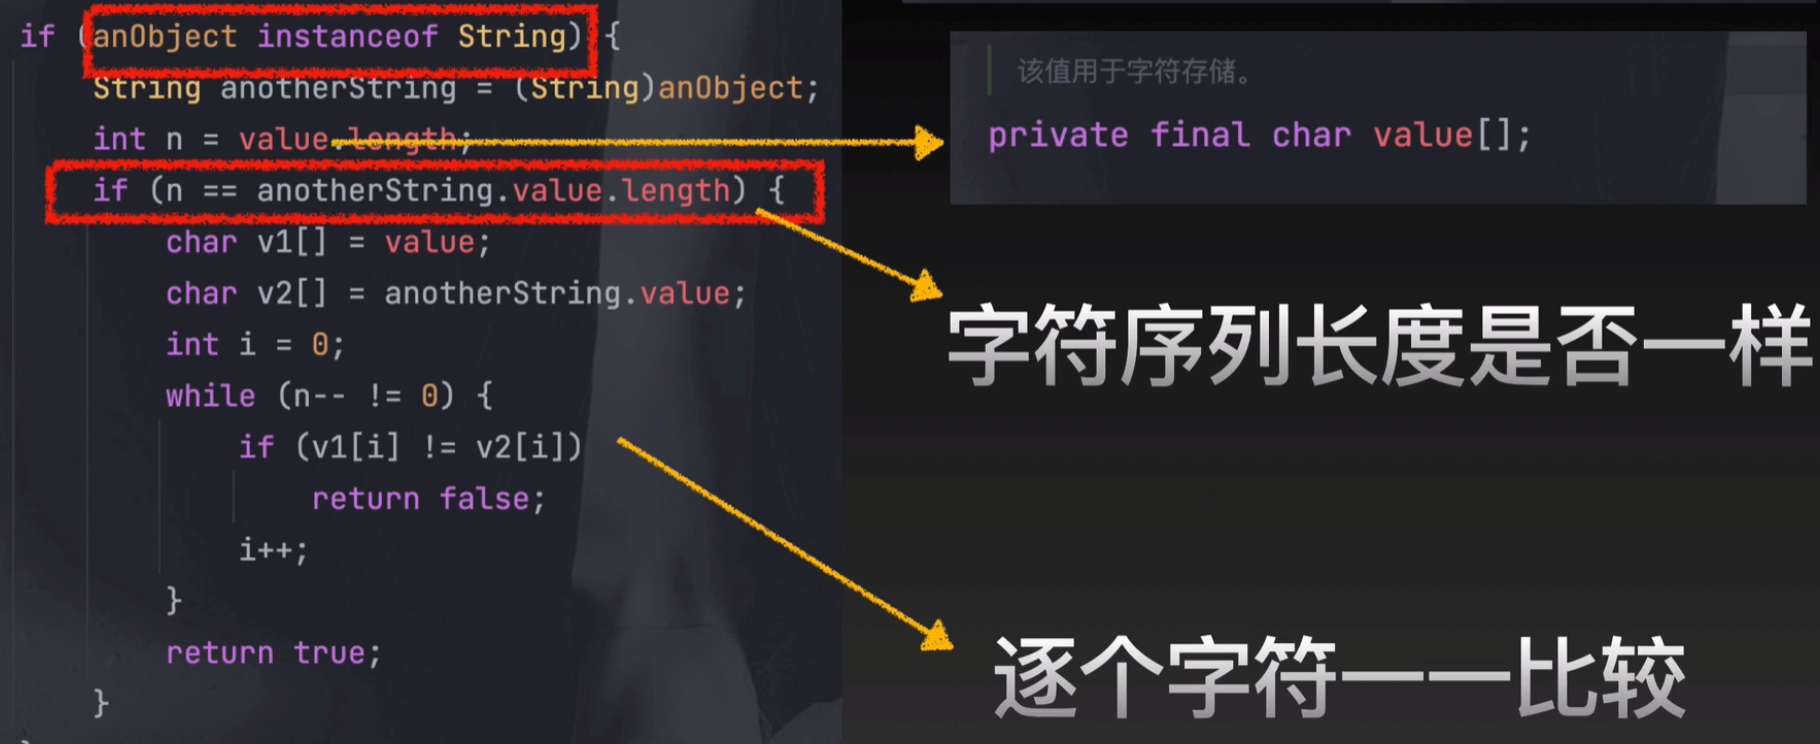 if (anObject instanceof String) {
String anotherString = (String)anObject;
int n = value.length;
if (n == anotherString.value.length) {
char v1[] = value;
char v2[] = anotherString.value;
int i = 0;
while (n-- != 0) {
if (v1[i] != v2[i])
return false;
i++;
}
return true;
}
该值用于字符存储。
private final char value[];
字符序列长度是否一样
逐个字符一一比较